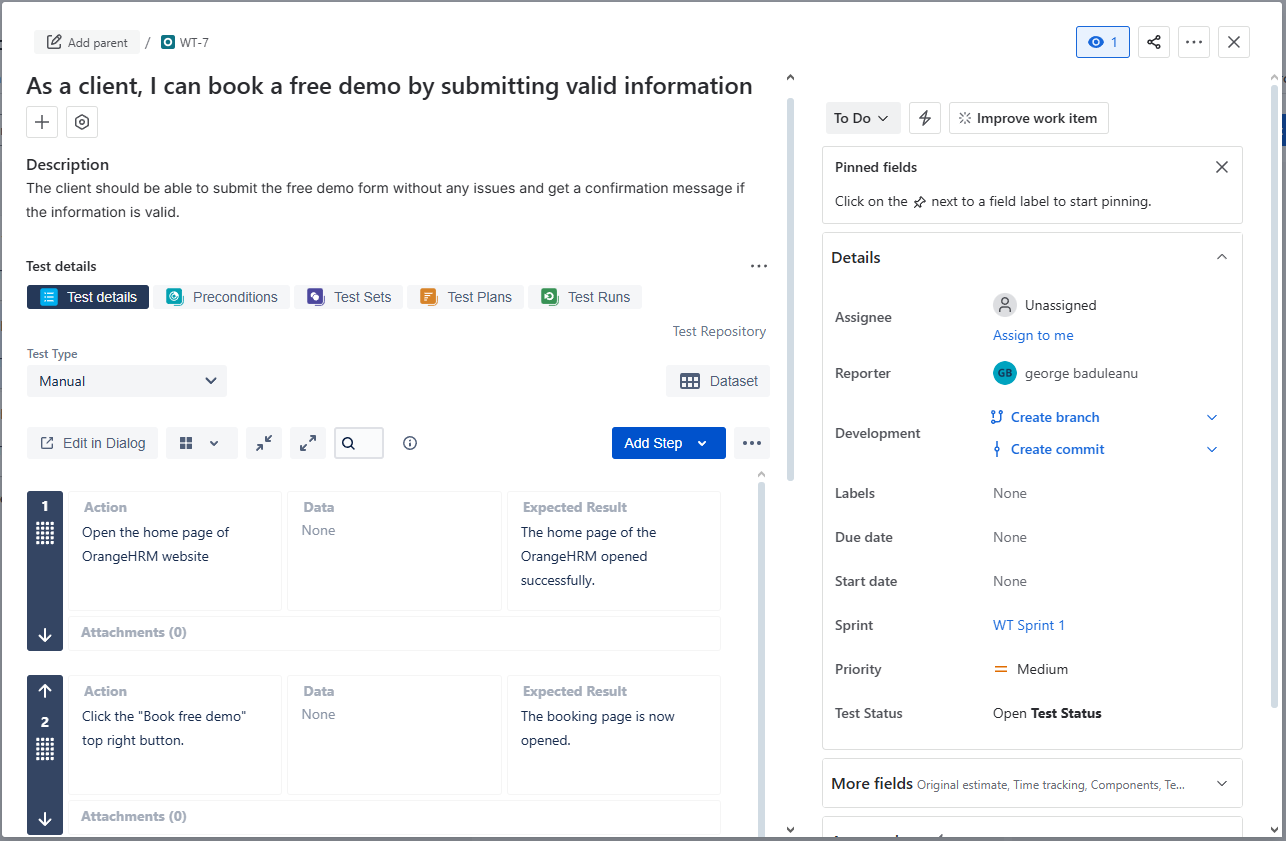 Add parent / WT-7
1
As a client, I can book a free demo by submitting valid information
Description
The client should be able to submit the free demo form without any issues and get a confirmation message if
the information is valid.
Test details
Test details Preconditions Test Sets Test Plans Test Runs
Test Repository
Test Type
Manual
Dataset
Edit in Dialog
Add Step
1
Action
Open the home page of
OrangeHRM website
Data
None
Expected Result
The home page of the
OrangeHRM opened
successfully.
Attachments (0)
2
Action
Click the "Book free demo"
top right button.
Data
None
Expected Result
The booking page is now
opened.
Attachments (0)
To Do
Improve work item
Pinned fields
Click on the next to a field label to start pinning.
Details
Assignee
Unassigned
Assign to me
Reporter
GB george baduleanu
Development
Create branch
Create commit
Labels None
Due date None
Start date None
Sprint WT Sprint 1
Priority Medium
Test Status Open Test Status
More fields Original estimate, Time tracking, Components, Te...